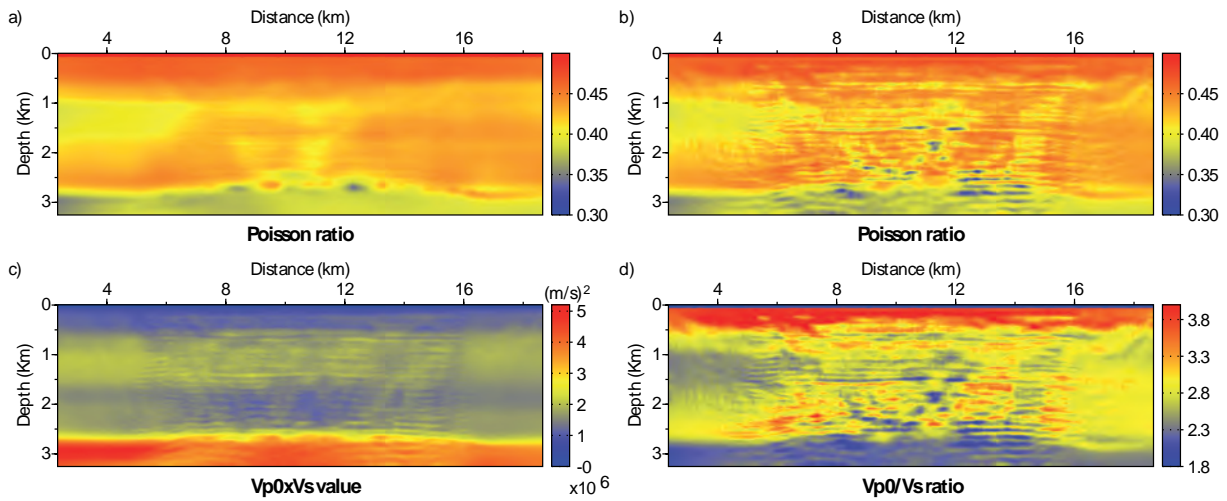 a)
Distance (km)
4 8 12 16
Depth (Km)
0
1
2
3
0.45
0.40
0.35
0.30
Poisson ratio
b)
Distance (km)
4 8 12 16
Depth (Km)
0
1
2
3
0.45
0.40
0.35
0.30
Poisson ratio
c)
Distance (km)
4 8 12 16
(m/s)2
Depth (Km)
0
1
2
3
5
4
3
2
1
-0
x10 6
Vp0xVs value
d)
Distance (km)
4 8 12 16
Depth (Km)
0
1
2
3
3.8
3.3
2.8
2.3
1.8
Vp0/Vs ratio